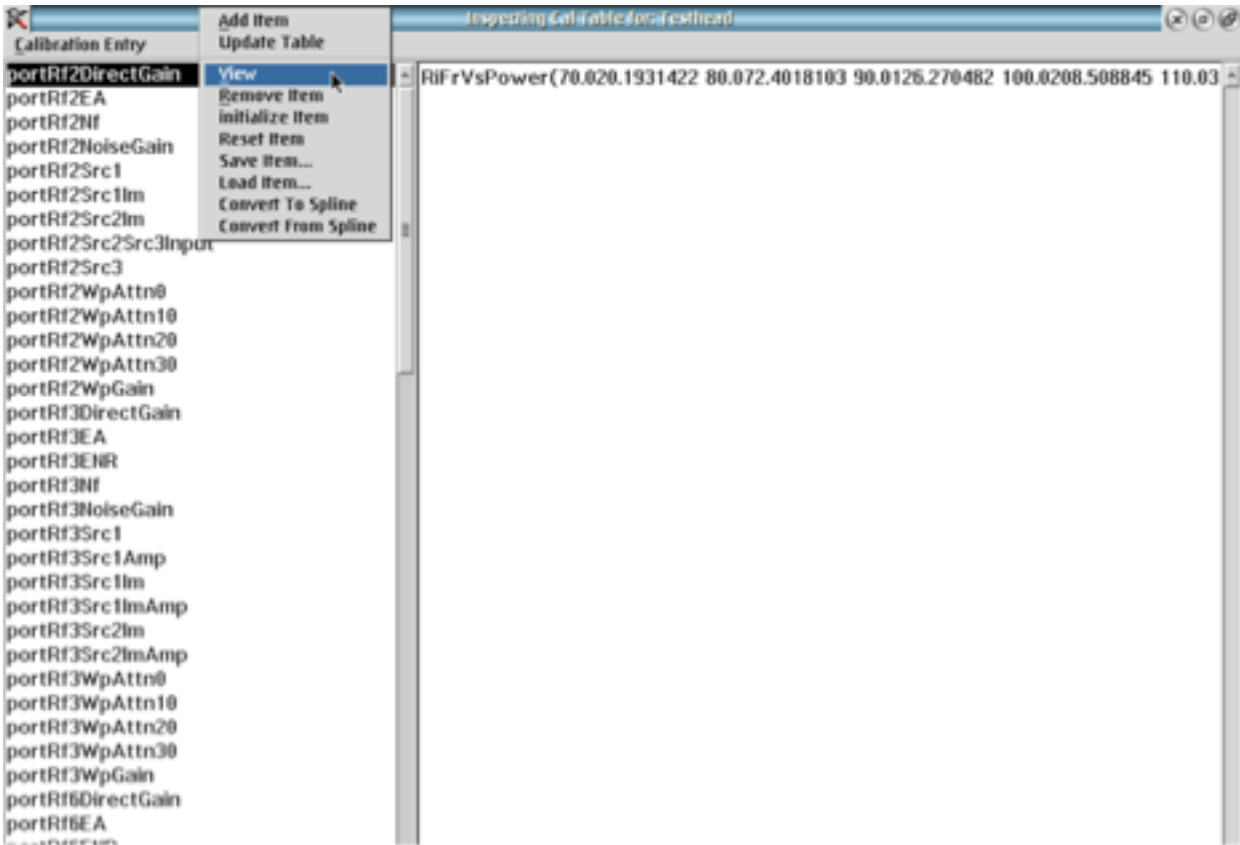 Inspecting Cal Table for: Testhead
Calibration Entry
Add Item
Update Table
View
Remove Item
initialize Item
Reset Item
Save Item...
Load Item...
Convert To Spline
Convert From Spline
portRf2DirectGain
portRf2EA
portRf2Nf
portRf2NoiseGain
portRf2Src1
portRf2Src1Im
portRf2Src2Im
portRf2Src2Src3Input
portRf2Src3
portRf2WpAttn0
portRf2WpAttn10
portRf2WpAttn20
portRf2WpAttn30
portRf2WpGain
portRf3DirectGain
portRf3EA
portRf3ENR
portRf3Nf
portRf3NoiseGain
portRf3Src1
portRf3Src1Amp
portRf3Src1Im
portRf3Src1ImAmp
portRf3Src2Im
portRf3Src2ImAmp
portRf3WpAttn0
portRf3WpAttn10
portRf3WpAttn20
portRf3WpAttn30
portRf3WpGain
portRf6DirectGain
portRf6EA
RiFrVsPower(70.020.1931422 80.072.4018103 90.0126.270482 100.0208.508845 110.03